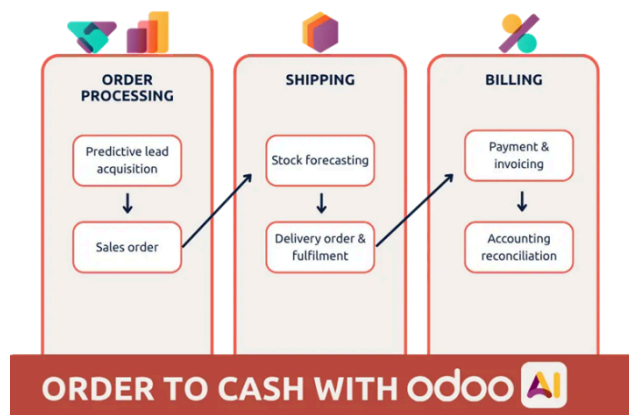 ORDER
PROCESSING
Predictive lead
acquisition
Sales order
SHIPPING
Stock forecasting
Delivery order &
fulfilment
BILLING
Payment &
invoicing
Accounting
reconciliation
ORDER TO CASH WITH odoo AI